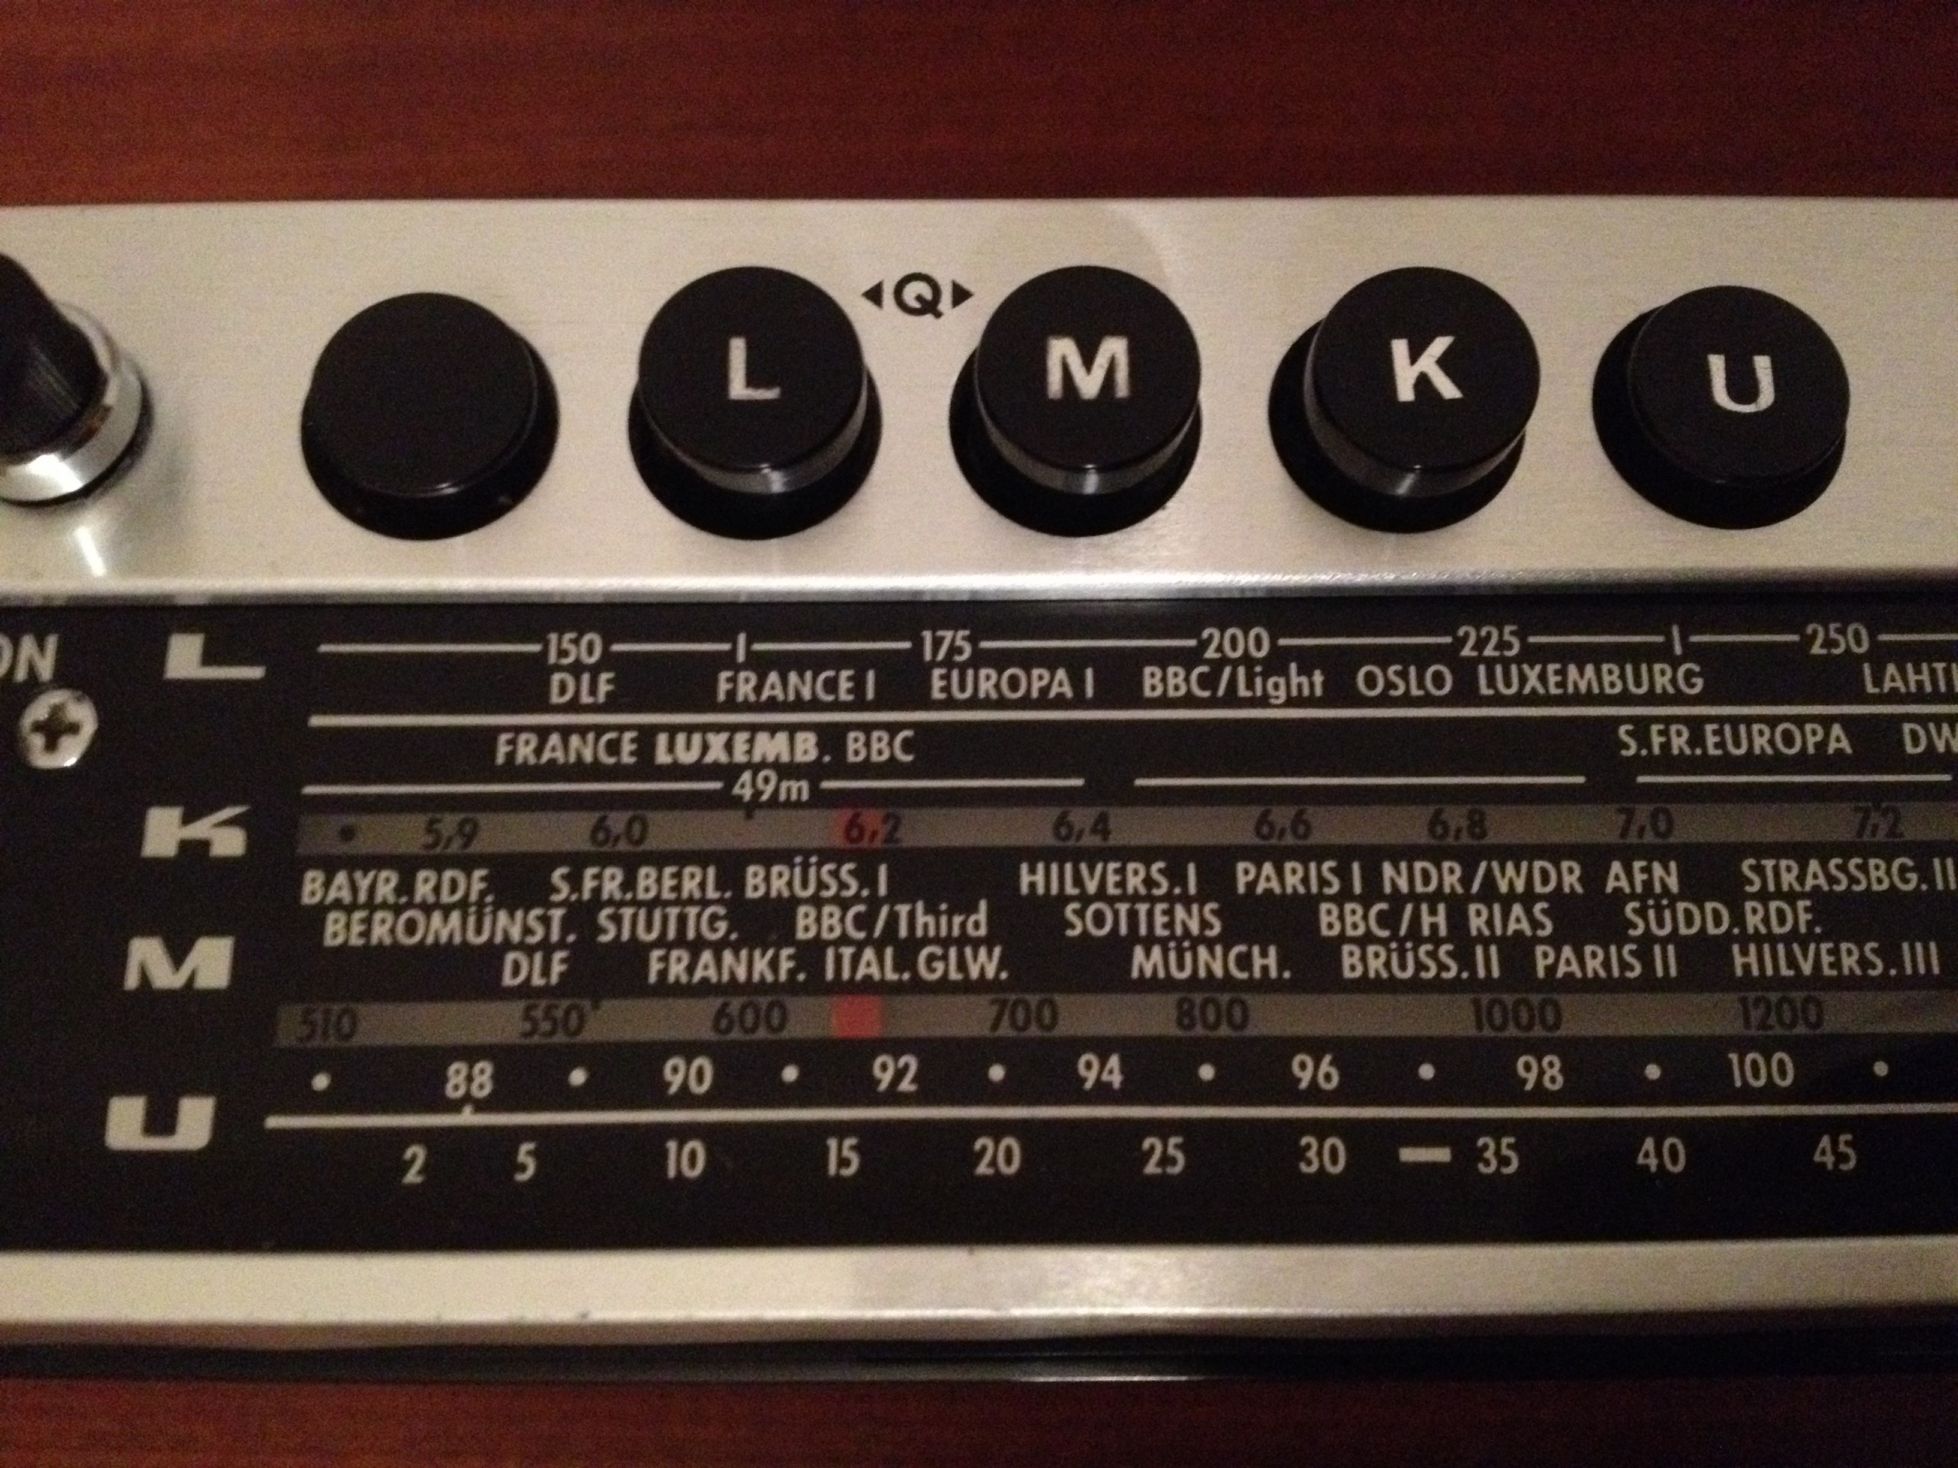 Q
L M K U
ON L 150 175 200 225 250
DLF FRANCE I EUROPA I BBC/Light OSLO LUXEMBURG LAHTI
FRANCE LUXEMB. BBC S.FR.EUROPA DW
49m
K 5,9 6,0 6,2 6,4 6,6 6,8 7,0 7,2
BAYR.RDF. S.FR.BERL. BRÜSS.I HILVERS.I PARIS I NDR/WDR AFN STRASSBG.II
BEROMÜNST. STUTTG. BBC/Third SOTTENS BBC/H RIAS SÜDD.RDF.
M DLF FRANKF. ITAL.GLW. MÜNCH. BRÜSS.II PARIS II HILVERS.III
510 550 600 700 800 1000 1200
88 90 92 94 96 98 100
U
2 5 10 15 20 25 30 35 40 45